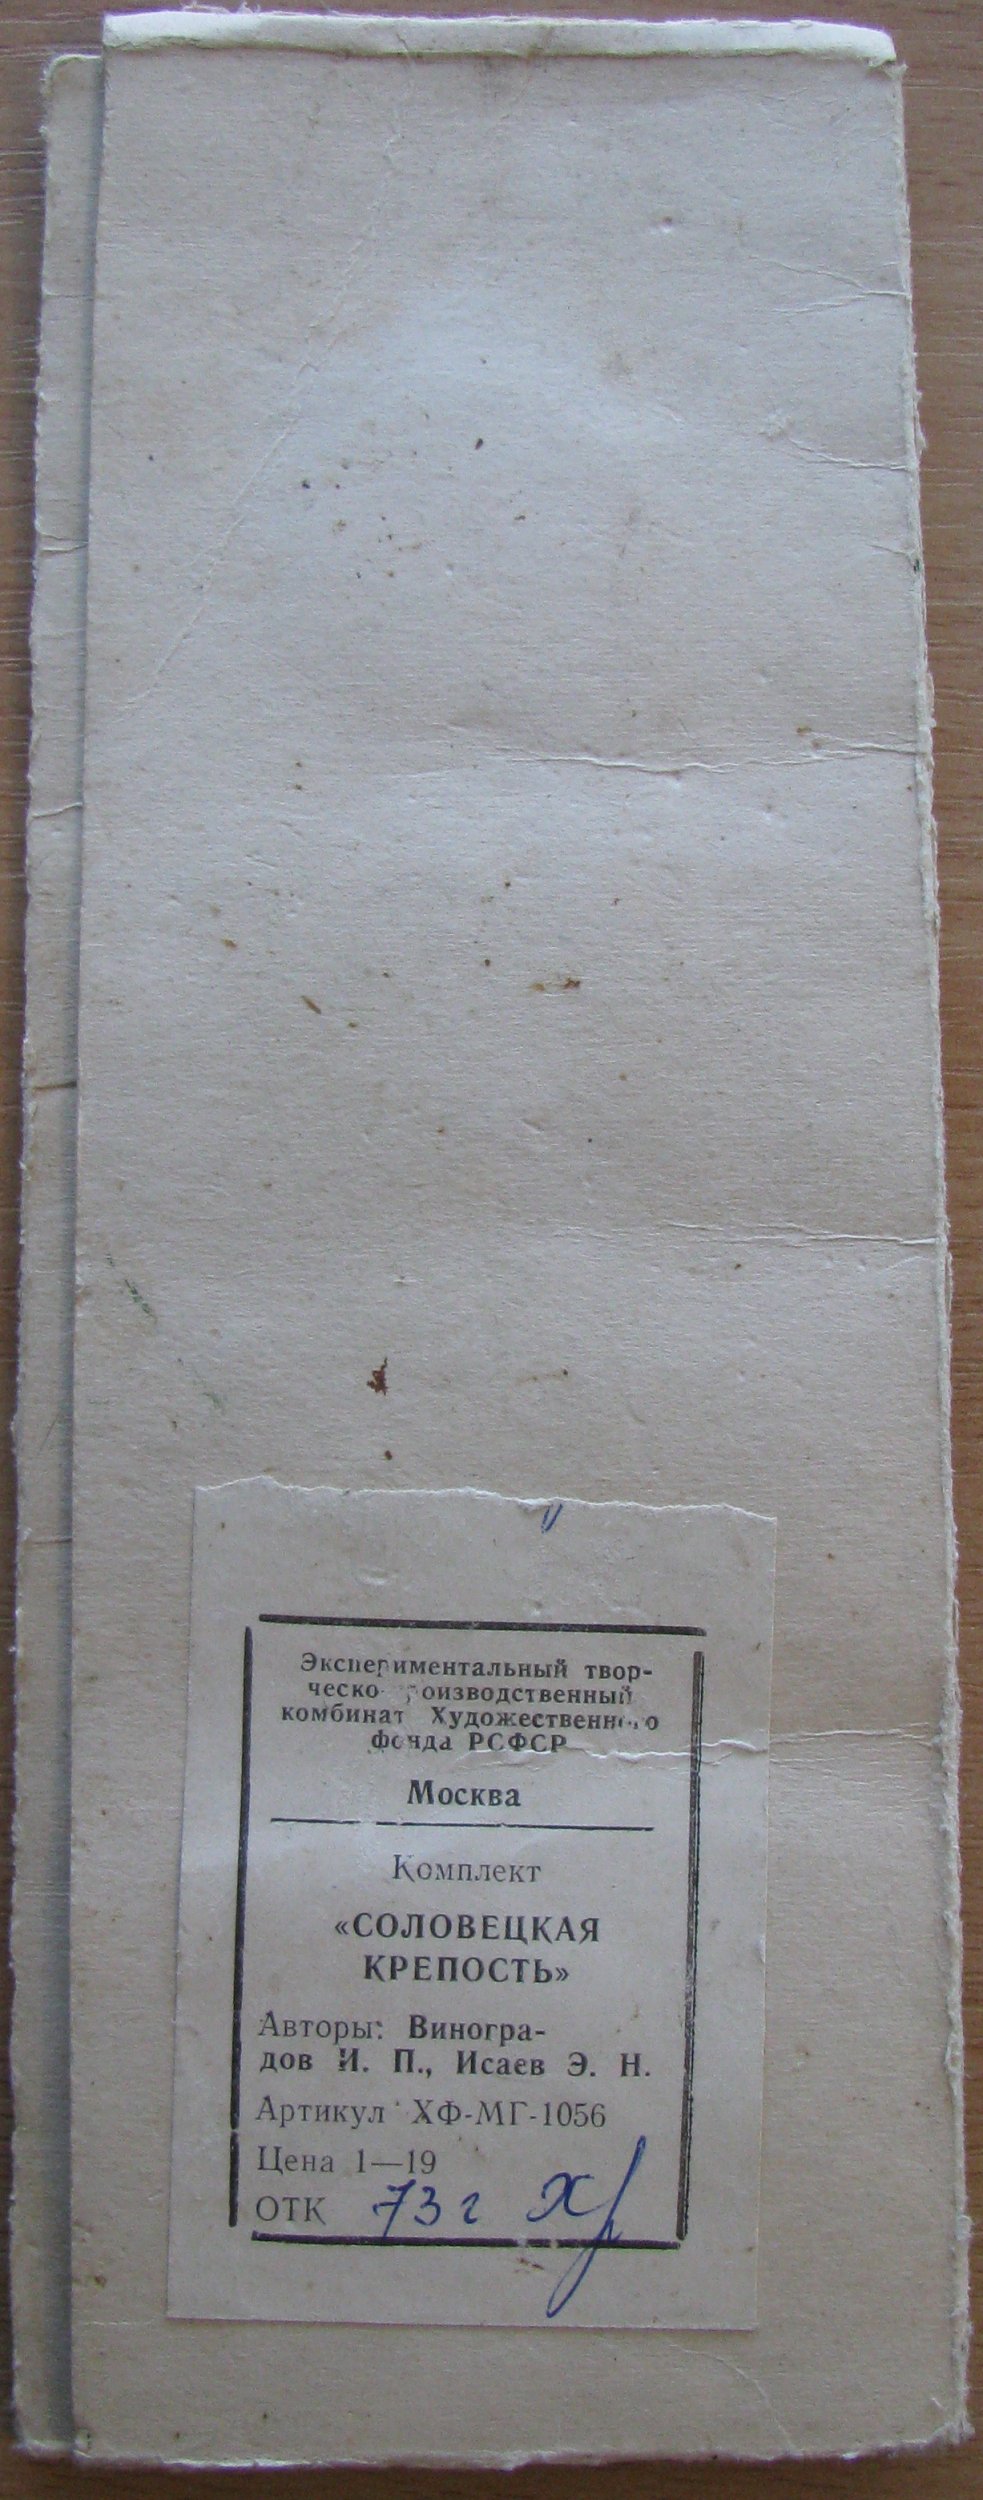 Экспериментальный твор-
ческо-производственный
комбинат Художественного
фонда РСФСР
Москва
Комплект
«СОЛОВЕЦКАЯ
КРЕПОСТЬ»
Авторы: Виногра-
дов И. П., Исаев Э. Н.
Артикул ХФ-МГ-1056
Цена 1—19
ОТК 73 г